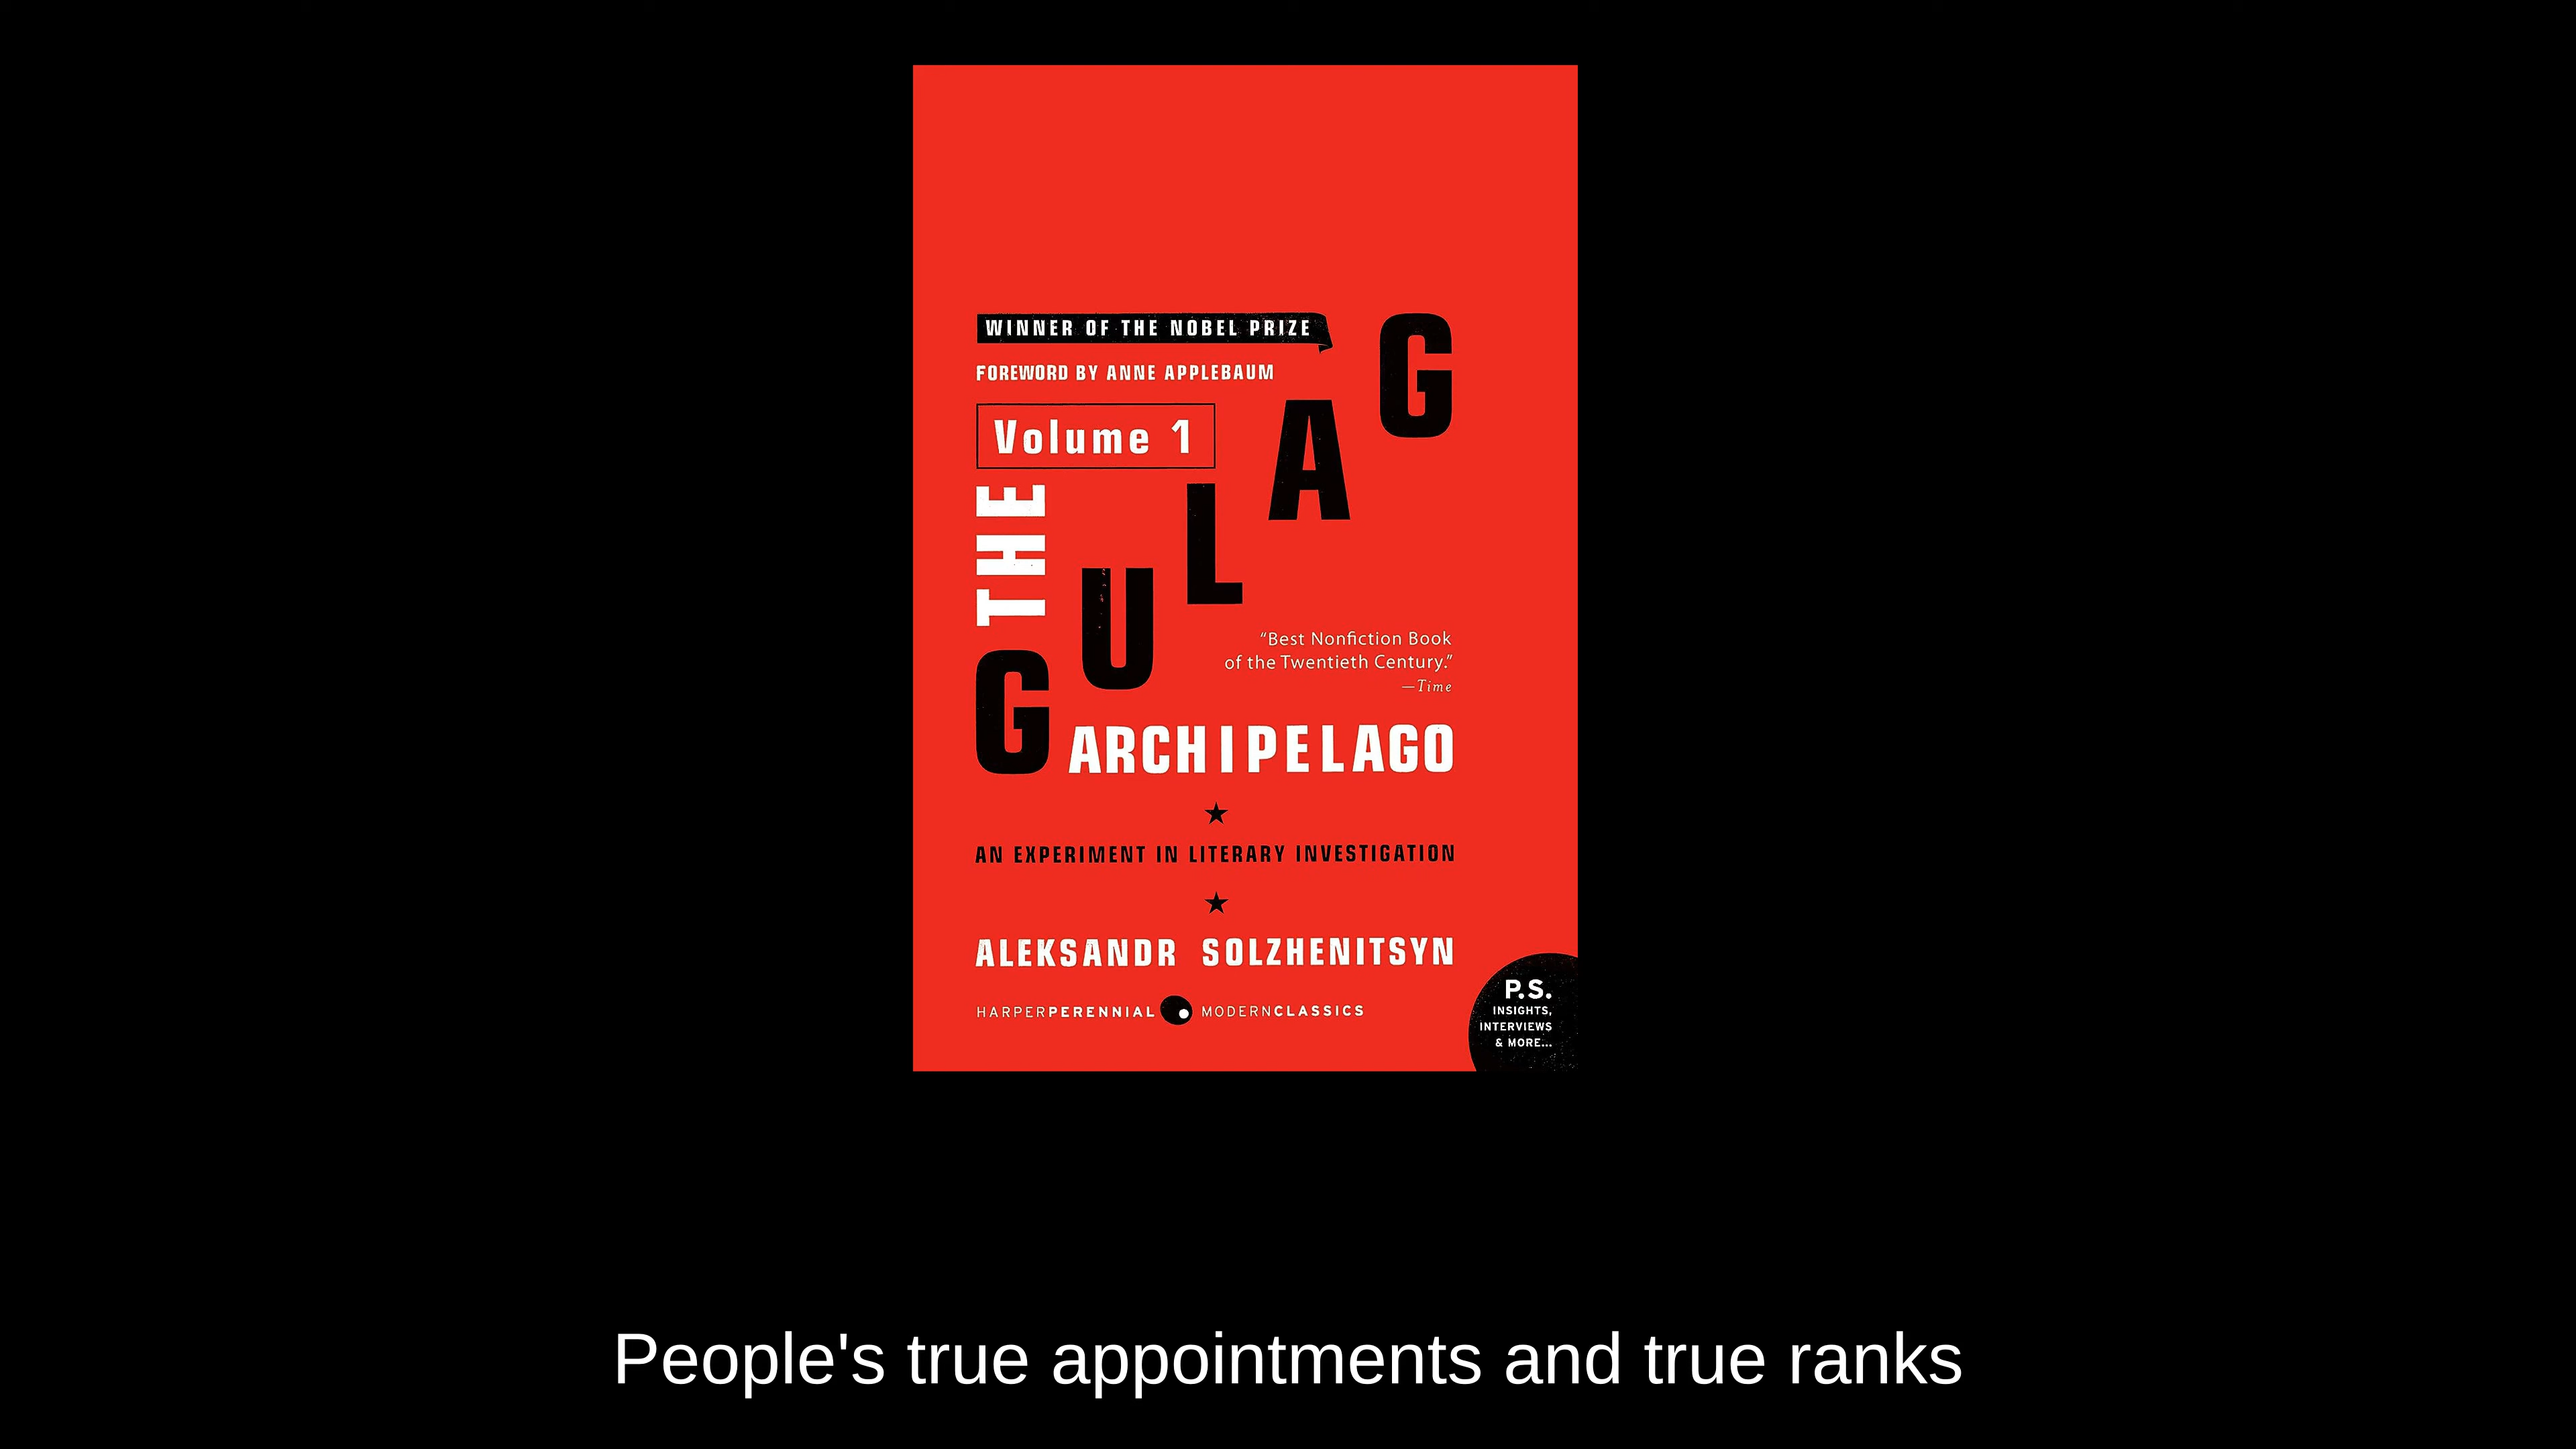 WINNER OF THE NOBEL PRIZE
FOREWORD BY ANNE APPLEBAUM
Volume 1
THE
GULAG
ARCHIPELAGO
“Best Nonfiction Book
of the Twentieth Century.”
—Time
AN EXPERIMENT IN LITERARY INVESTIGATION
ALEKSANDR SOLZHENITSYN
HARPERPERENNIAL MODERNCLASSICS
P.S.
INSIGHTS,
INTERVIEWS
& MORE...
People's true appointments and true ranks